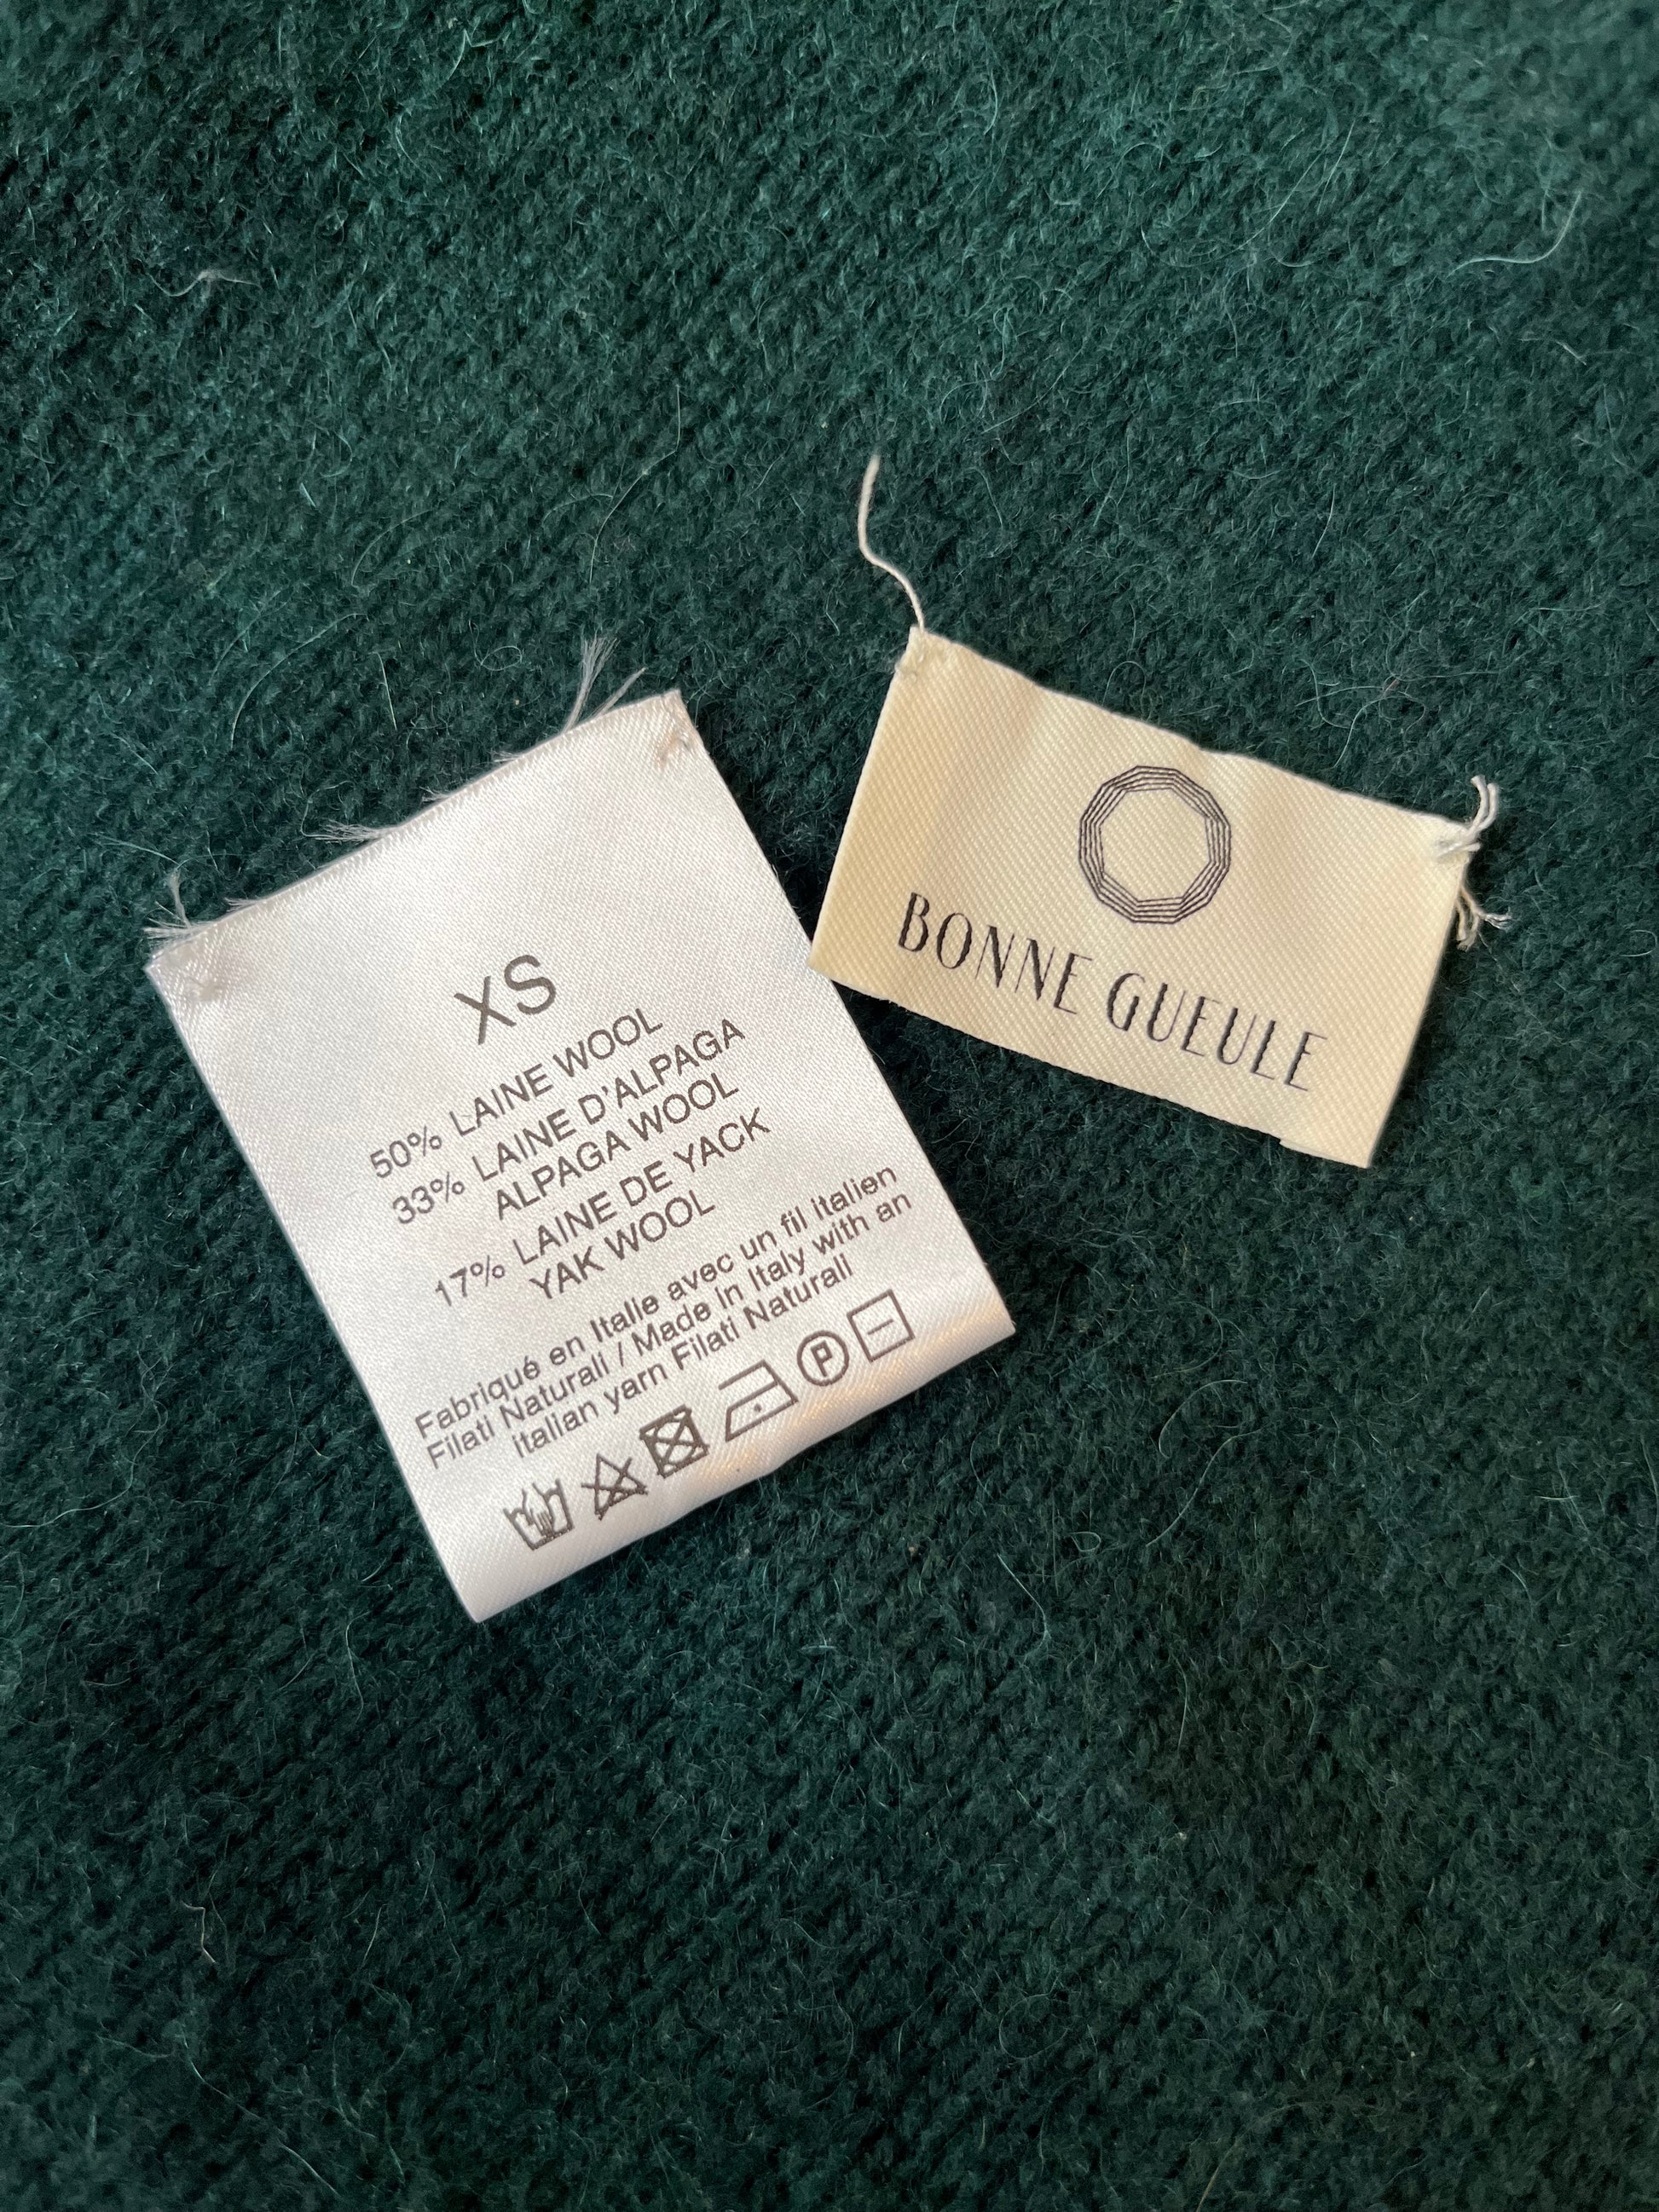 XS
50% LAINE WOOL
33% LAINE D'ALPAGA
ALPAGA WOOL
17% LAINE DE YACK
YAK WOOL
Fabriqué en Italie avec un fil italien
Filati Naturali / Made in Italy with an
italian yarn Filati Naturali
P
BONNE GUEULE